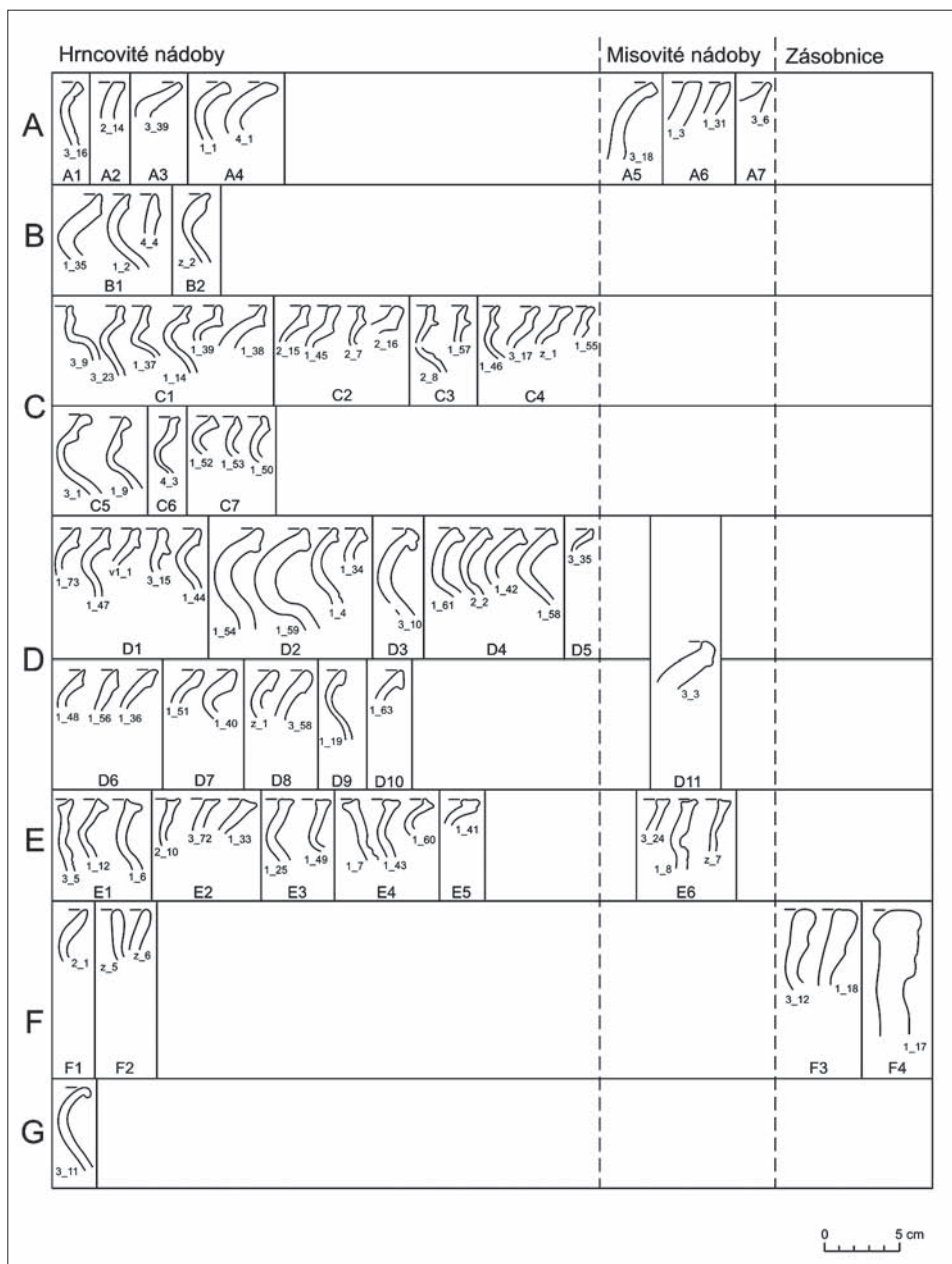 Hrncovité nádoby Misovité nádoby Zásobnice
A
3_16 2_14 3_39 1_1 4_1 3_18 1_3 1_31 3_6
A1 A2 A3 A4 A5 A6 A7
B
1_35 1_2 4_4 z_2
B1 B2
C
3_9 3_23 1_37 1_14 1_39 1_38 2_15 1_45 2_7 2_16 2_8 1_57 1_46 3_17 z_1 1_55
C1 C2 C3 C4
3_1 1_9 4_3 1_52 1_53 1_50
C5 C6 C7
D
1_73 1_47 v1_1 3_15 1_44 1_54 1_59 1_4 1_34 3_10 1_61 2_2 1_42 1_58 3_35
D1 D2 D3 D4 D5
1_48 1_56 1_36 1_51 1_40 z_1 3_58 1_19 1_63 3_3
D6 D7 D8 D9 D10 D11
E
3_5 1_12 1_6 2_10 3_72 1_33 1_25 1_49 1_7 1_43 1_60 1_41 3_24 1_8 z_7
E1 E2 E3 E4 E5 E6
F
2_1 z_5 z_6 3_12 1_18 1_17
F1 F2 F3 F4
G
3_11
0 5 cm